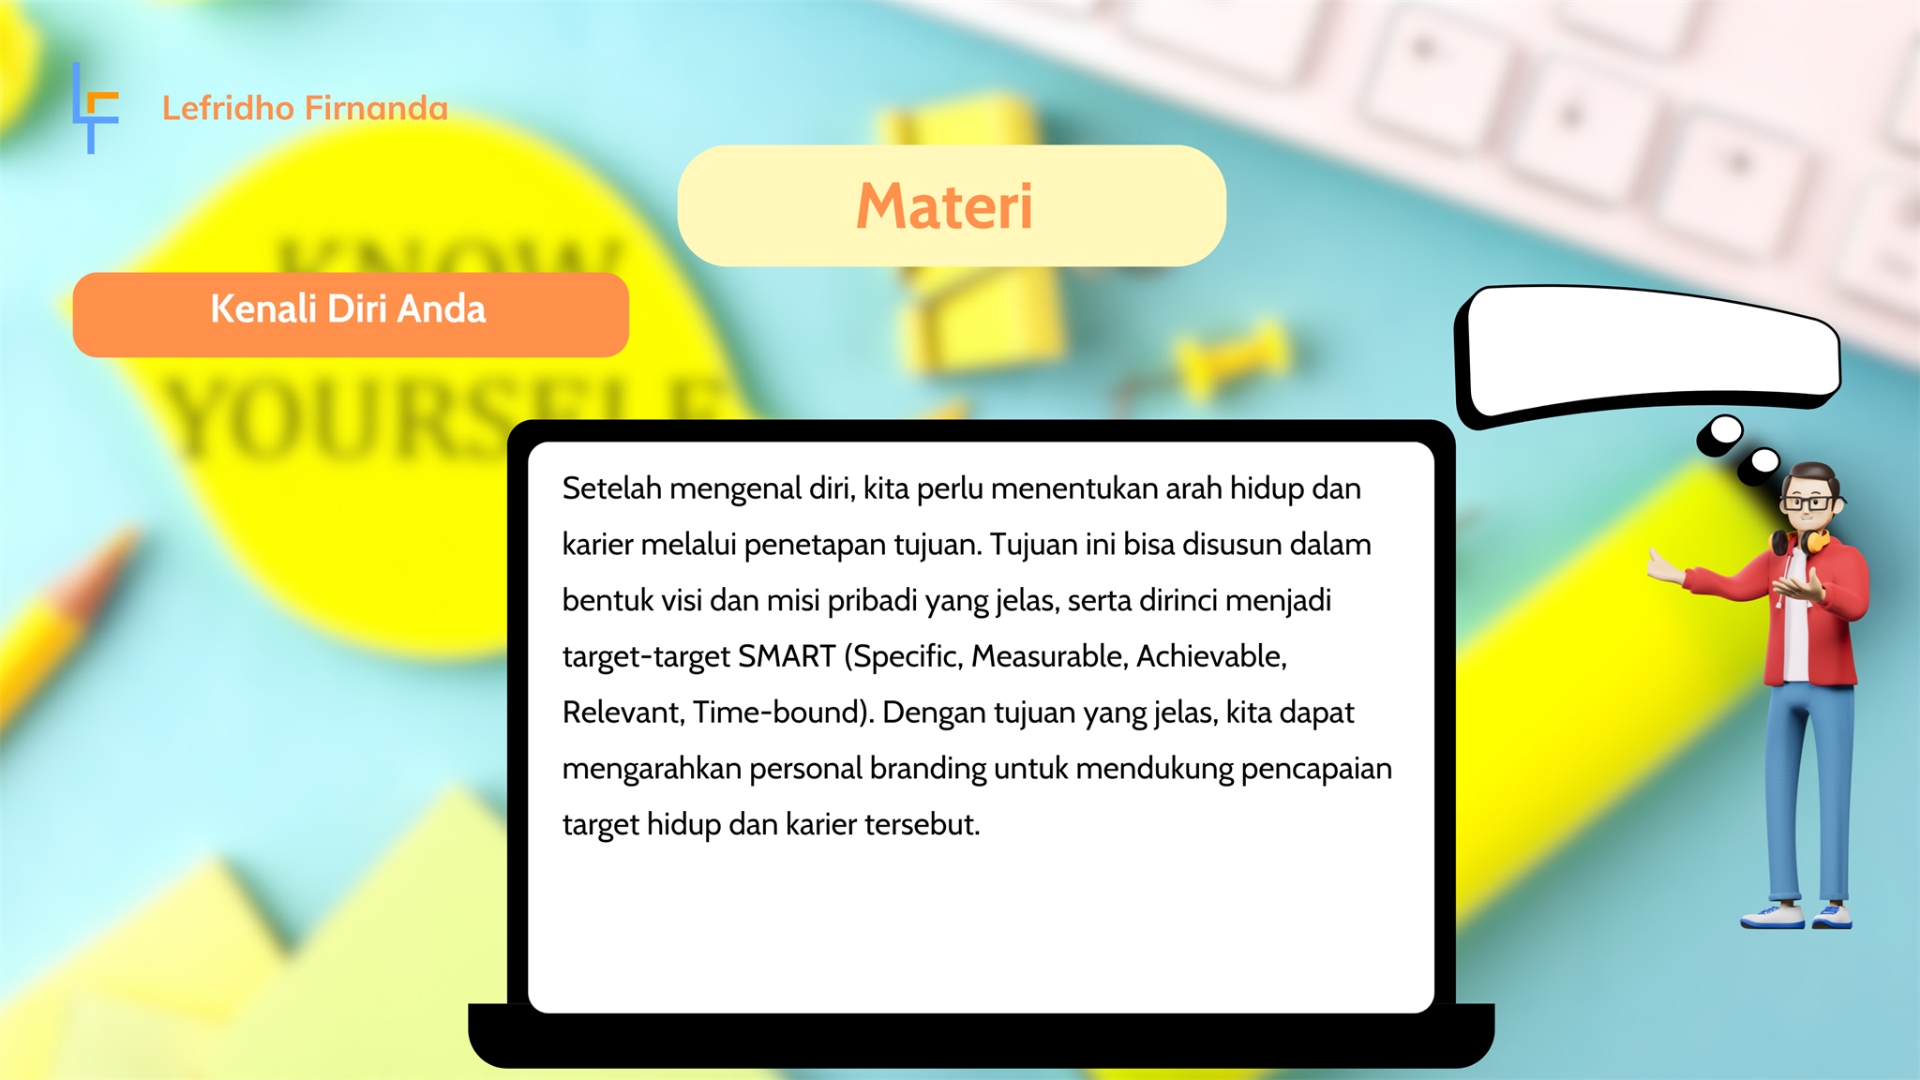 Lefridho Firnanda
Materi
KNOW
Kenali Diri Anda
YOURSELF
Setelah mengenal diri, kita perlu menentukan arah hidup dan
karier melalui penetapan tujuan. Tujuan ini bisa disusun dalam
bentuk visi dan misi pribadi yang jelas, serta dirinci menjadi
target-target SMART (Specific, Measurable, Achievable,
Relevant, Time-bound). Dengan tujuan yang jelas, kita dapat
mengarahkan personal branding untuk mendukung pencapaian
target hidup dan karier tersebut.